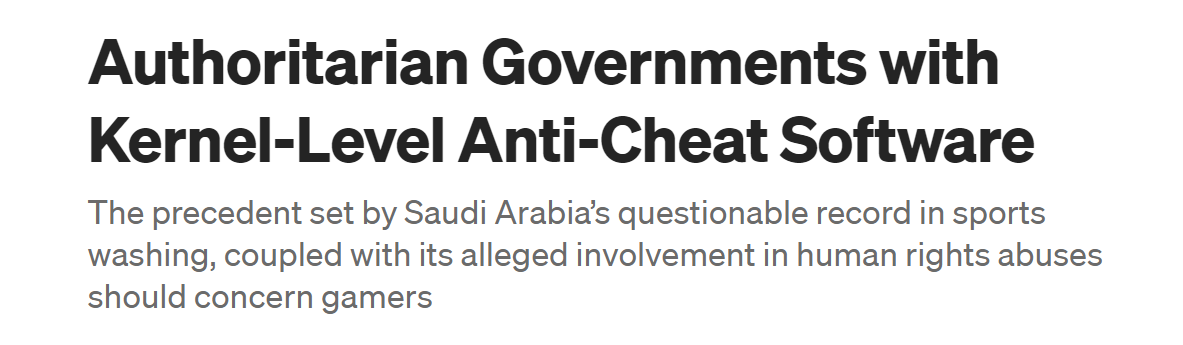 Authoritarian Governments with
Kernel-Level Anti-Cheat Software
The precedent set by Saudi Arabia’s questionable record in sports
washing, coupled with its alleged involvement in human rights abuses
should concern gamers